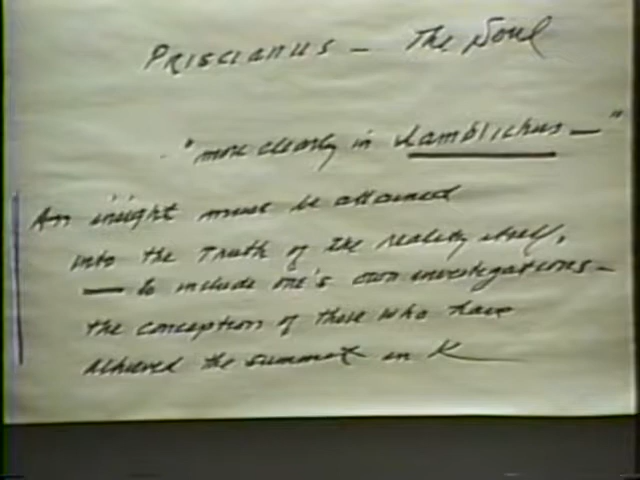 PRISCIANUS — The Soul
"more clearly in Iamblichus —"
An insight must be attained
into the Truth of the reality itself,
— to include one's own investigations —
the conception of those who have
achieved the summit in K